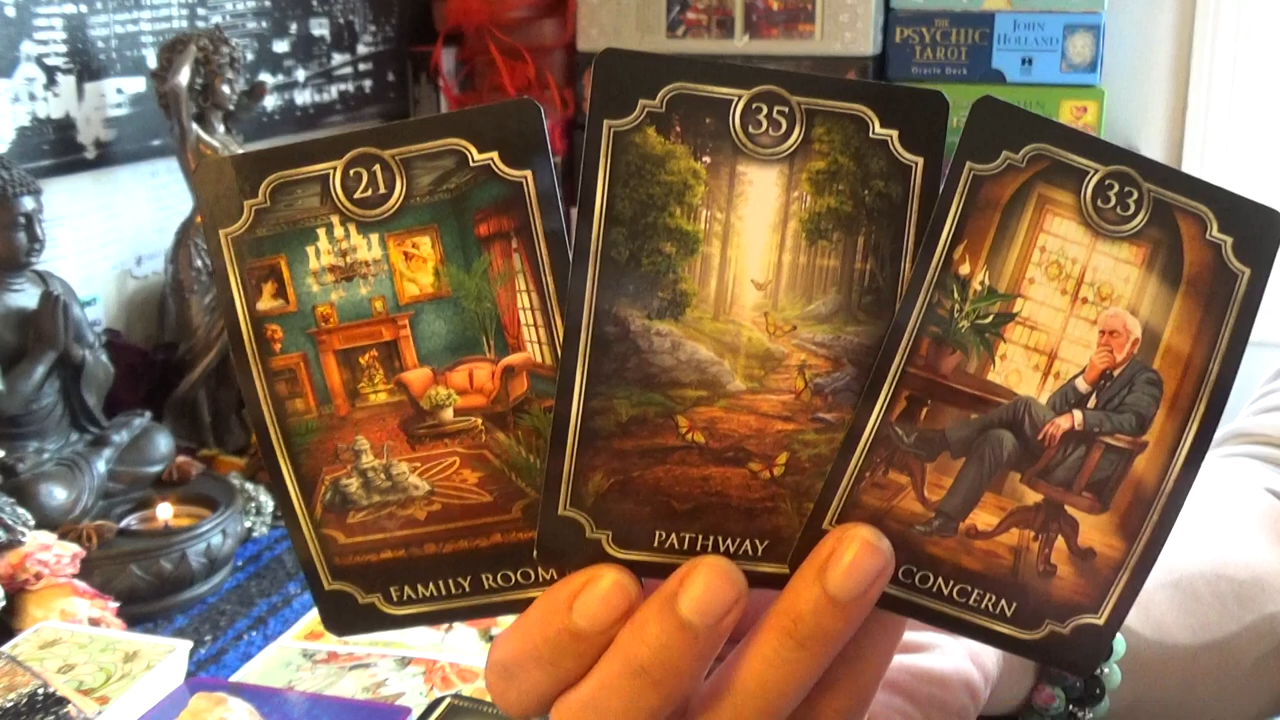 THE
PSYCHIC
TAROT
Oracle Deck
JOHN
HOLLAND
21
FAMILY ROOM
35
PATHWAY
33
CONCERN